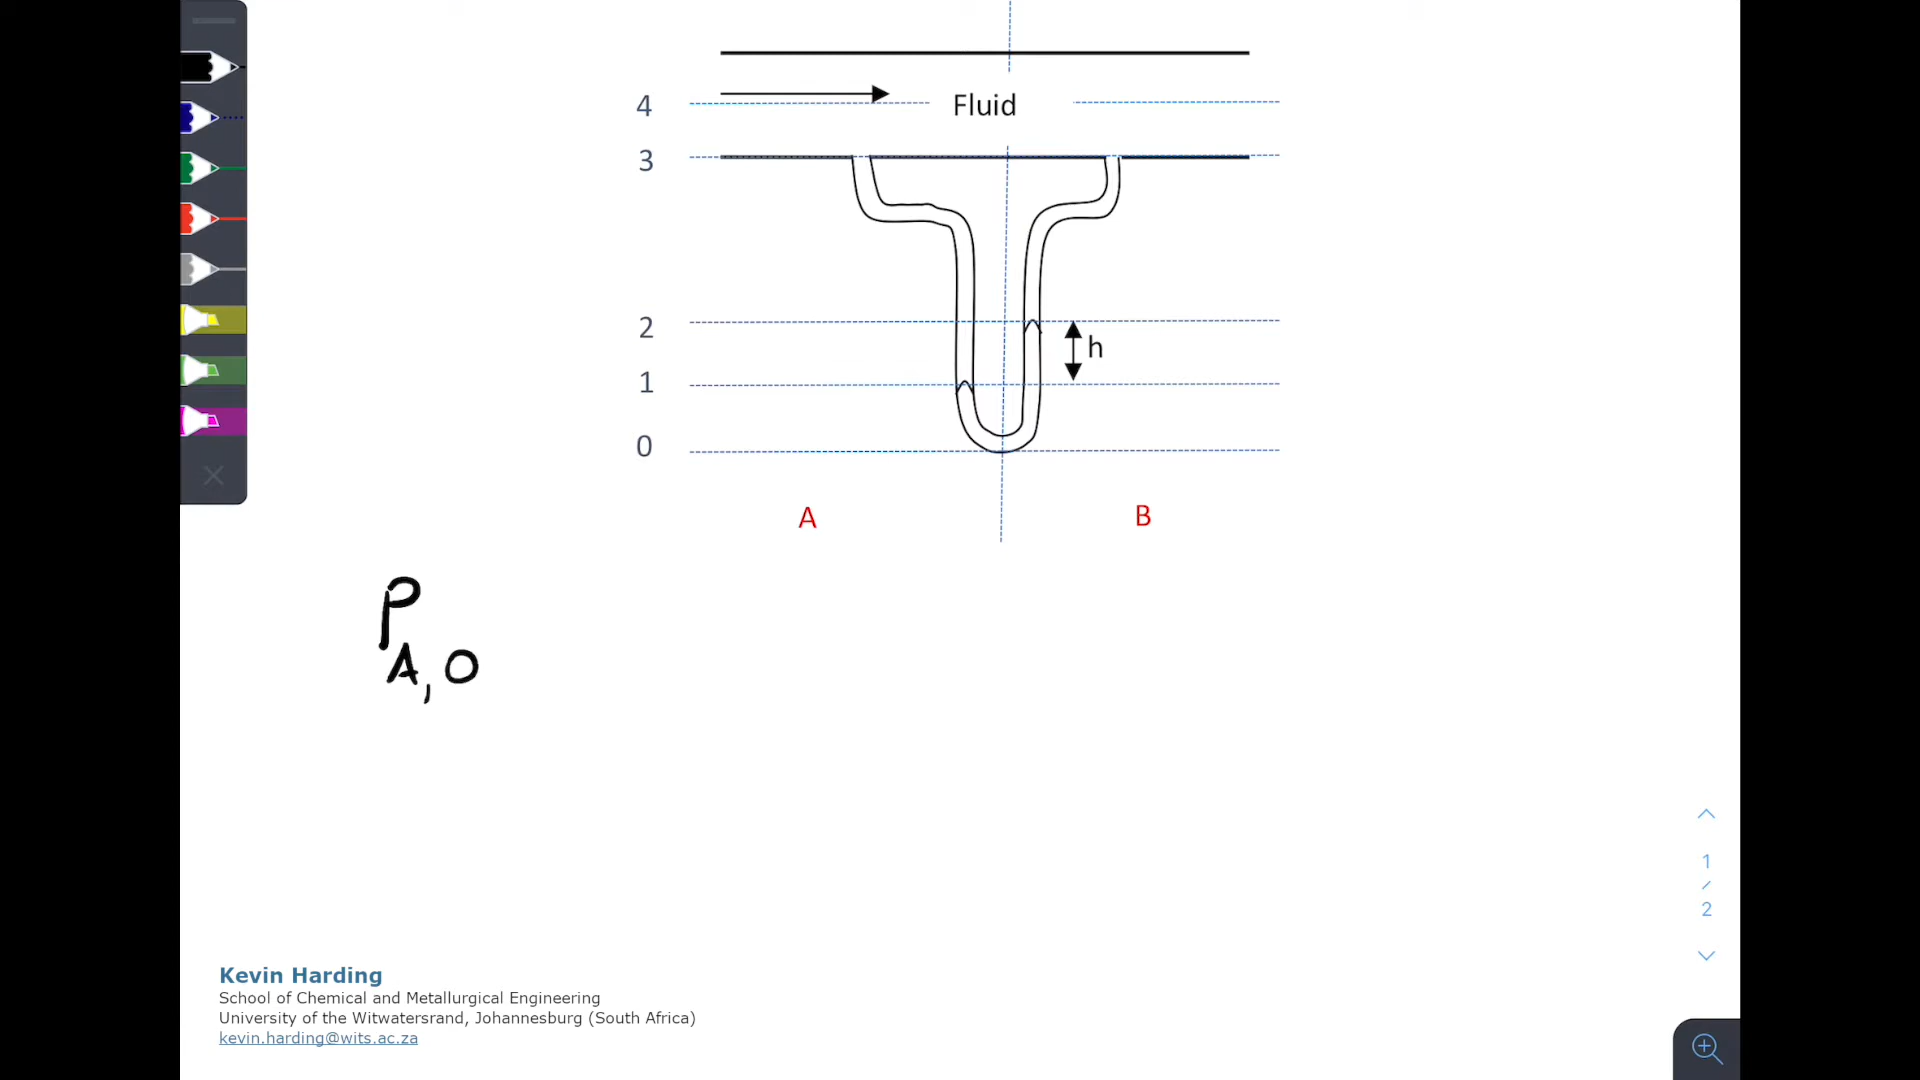 4
Fluid
3
2
h
1
0
A
B
P
A,0
1
/
2
Kevin Harding
School of Chemical and Metallurgical Engineering
University of the Witwatersrand, Johannesburg (South Africa)
kevin.harding@wits.ac.za